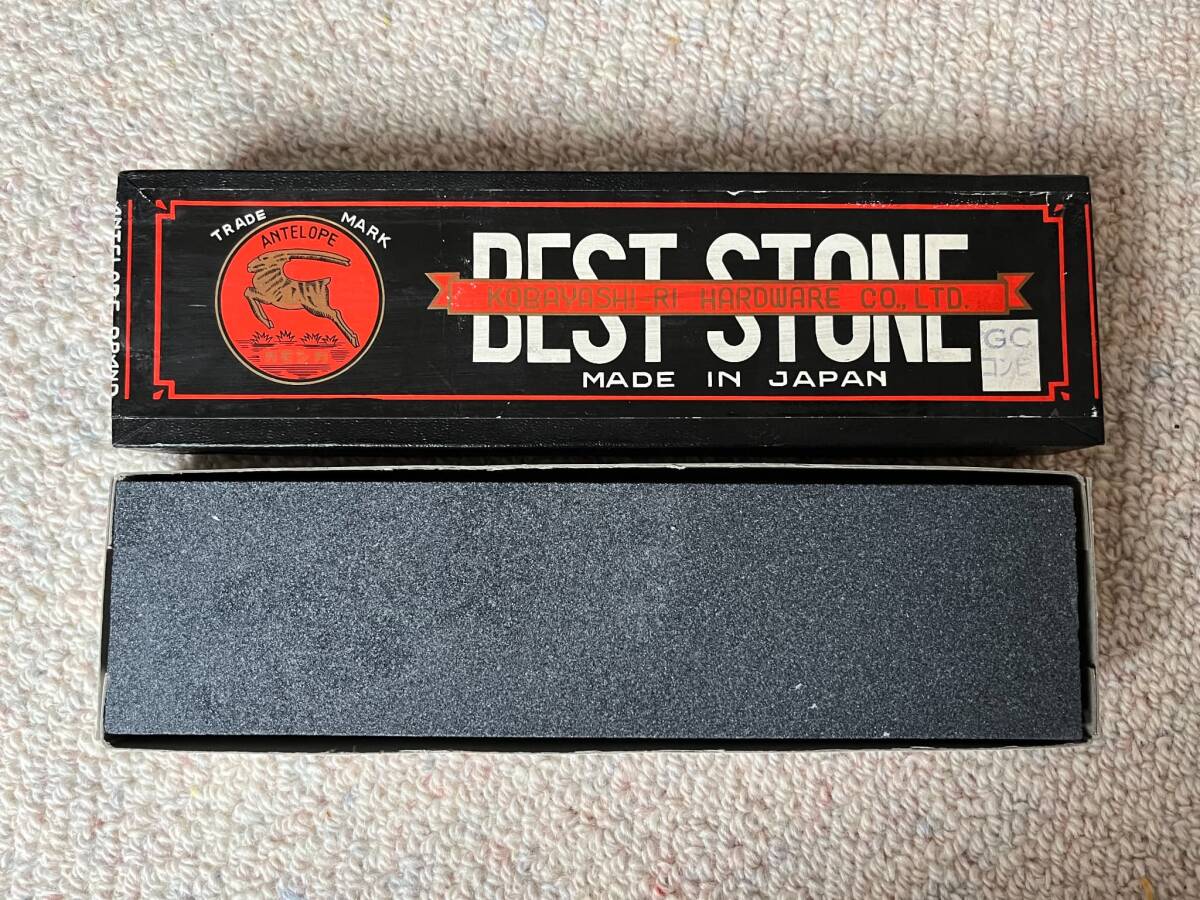 ANTELOPE BRAND
TRADE MARK
ANTELOPE
BEST STONE
KOBAYASHI-RI HARDWARE CO., LTD.
MADE IN JAPAN
GC
コンビ